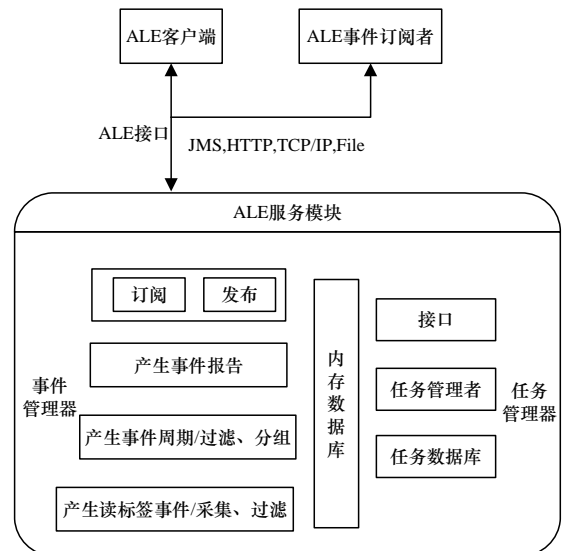 ALE客户端
ALE事件订阅者
ALE接口
JMS,HTTP,TCP/IP,File
ALE服务模块
订阅
发布
产生事件报告
事件
管理器
产生事件周期/过滤、分组
产生读标签事件/采集、过滤
内
存
数
据
库
接口
任务管理者
任务
管理器
任务数据库